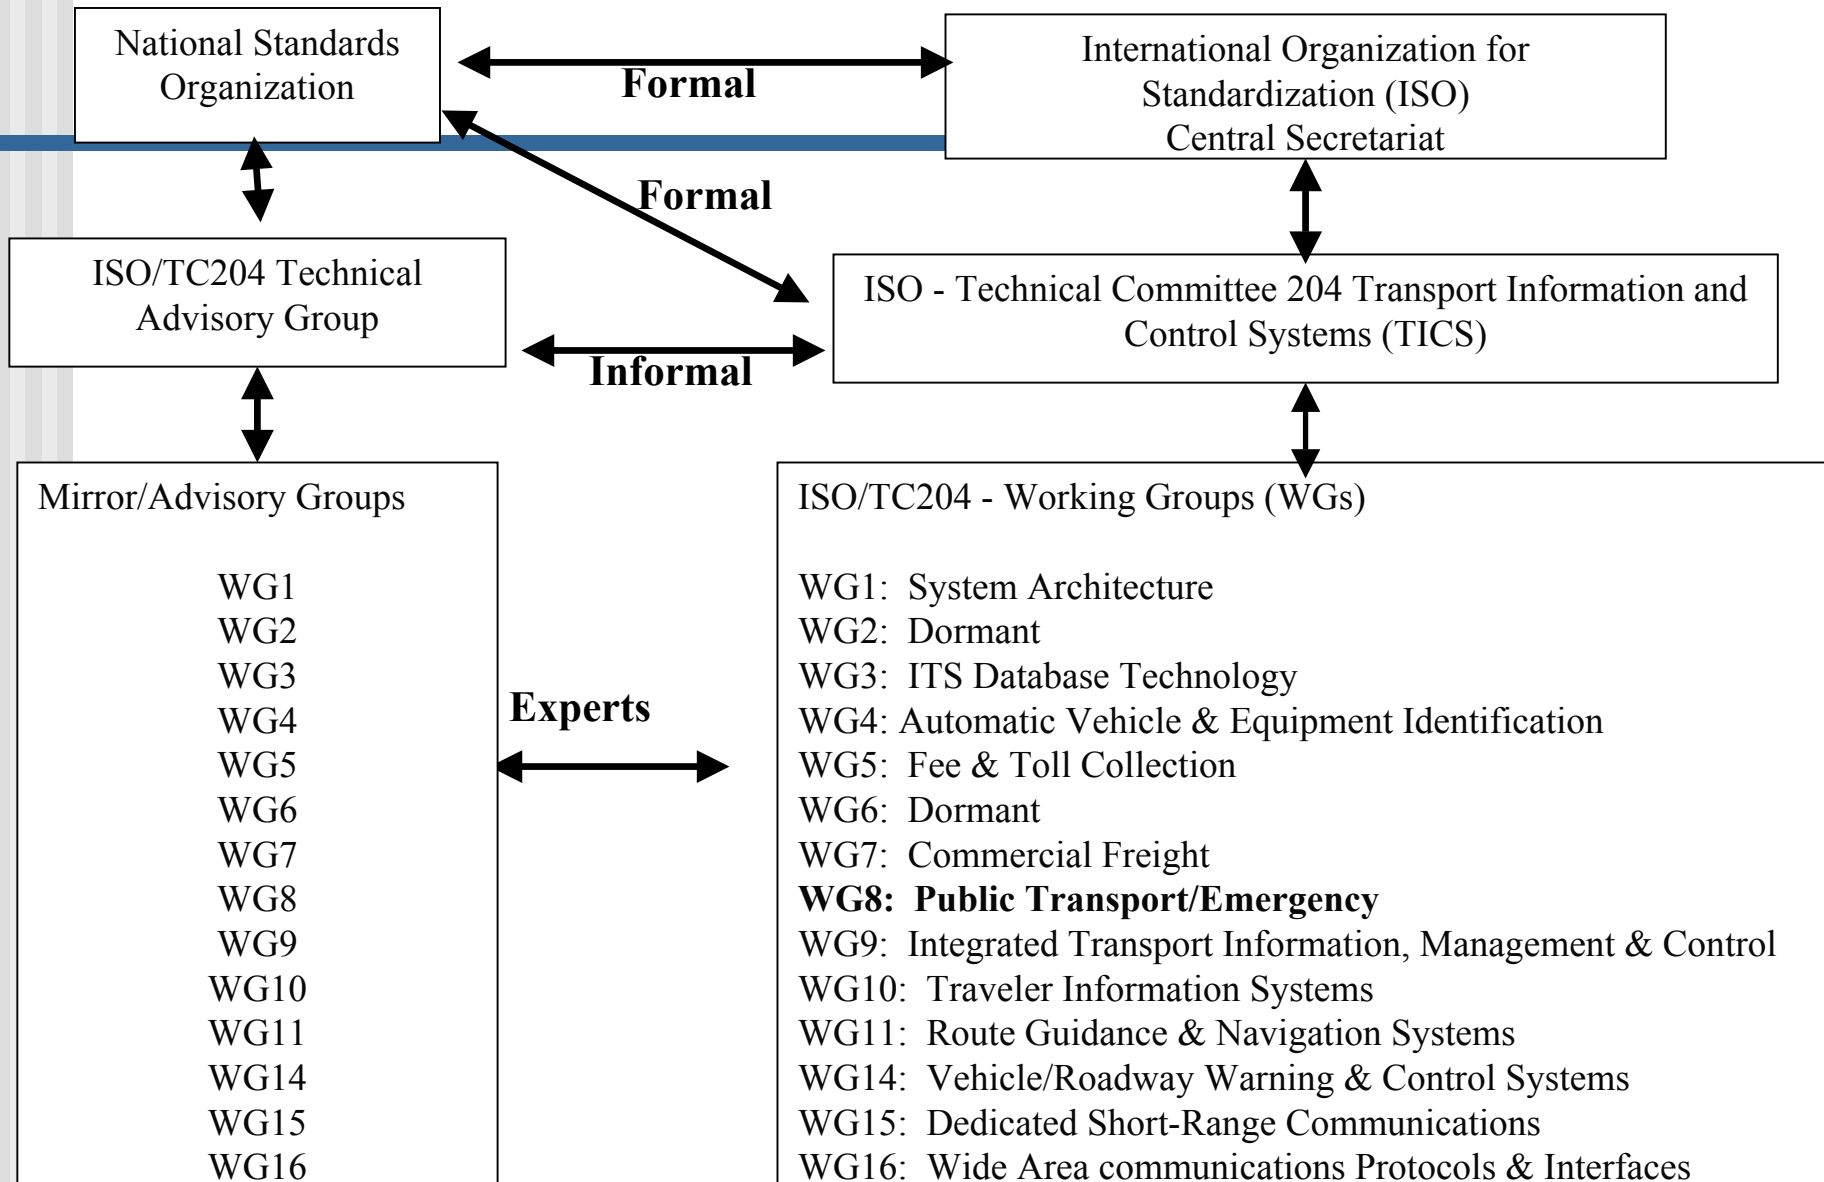 National Standards
Organization
Formal
International Organization for
Standardization (ISO)
Central Secretariat
Formal
ISO/TC204 Technical
Advisory Group
Informal
ISO - Technical Committee 204 Transport Information and
Control Systems (TICS)
Mirror/Advisory Groups
WG1
WG2
WG3
WG4
WG5
WG6
WG7
WG8
WG9
WG10
WG11
WG14
WG15
WG16
Experts
ISO/TC204 - Working Groups (WGs)
WG1: System Architecture
WG2: Dormant
WG3: ITS Database Technology
WG4: Automatic Vehicle & Equipment Identification
WG5: Fee & Toll Collection
WG6: Dormant
WG7: Commercial Freight
WG8: Public Transport/Emergency
WG9: Integrated Transport Information, Management & Control
WG10: Traveler Information Systems
WG11: Route Guidance & Navigation Systems
WG14: Vehicle/Roadway Warning & Control Systems
WG15: Dedicated Short-Range Communications
WG16: Wide Area communications Protocols & Interfaces